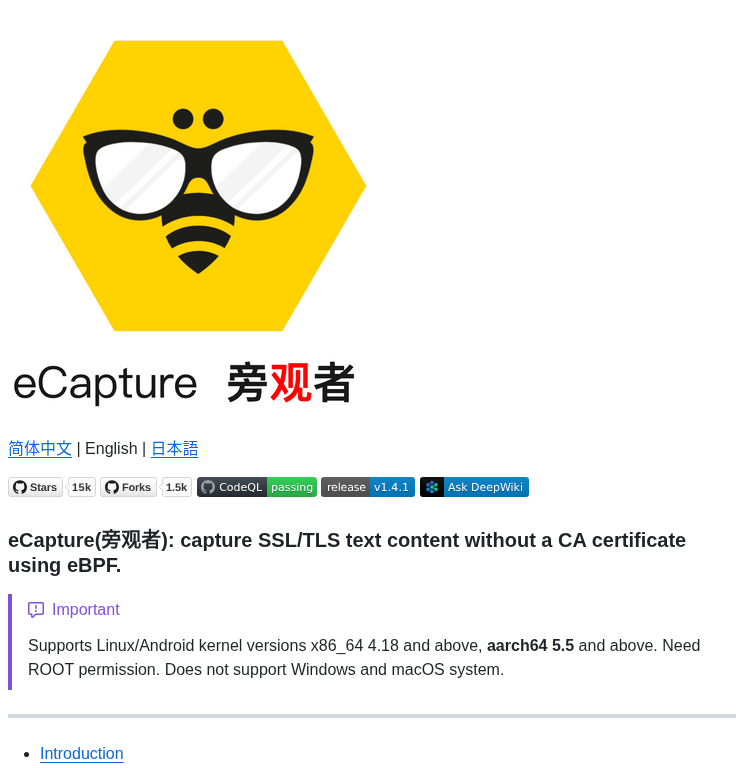 eCapture 旁观者
简体中文 | English | 日本語
Stars 15k Forks 1.5k CodeQL passing release v1.4.1 Ask DeepWiki
eCapture(旁观者): capture SSL/TLS text content without a CA certificate
using eBPF.
Important
Supports Linux/Android kernel versions x86_64 4.18 and above, aarch64 5.5 and above. Need
ROOT permission. Does not support Windows and macOS system.
Introduction